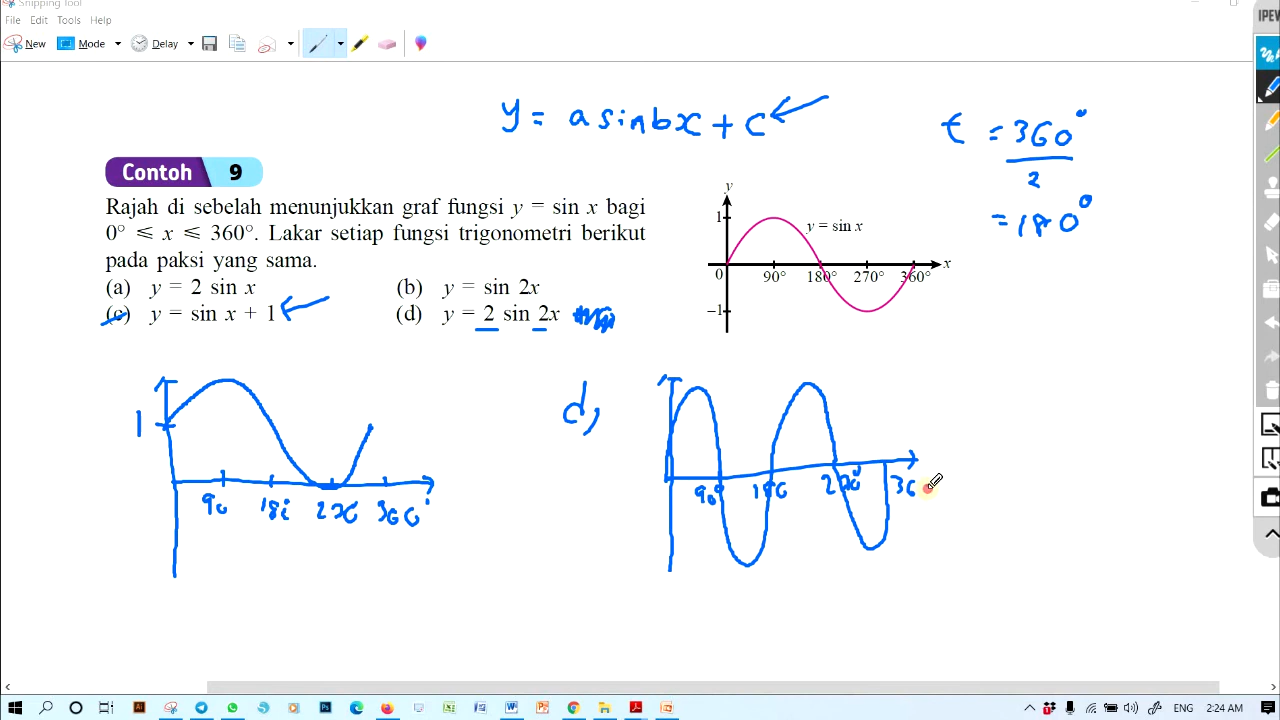 Snipping Tool
File Edit Tools Help
New Mode Delay
IPEV
y = a sin bx + c
t = 360°
2
= 180°
Contoh 9
Rajah di sebelah menunjukkan graf fungsi y = sin x bagi
0° ⩽ x ⩽ 360°. Lakar setiap fungsi trigonometri berikut
pada paksi yang sama.
(a) y = 2 sin x (b) y = sin 2x
(c) y = sin x + 1 (d) y = 2 sin 2x
y
1
y = sin x
0 90° 180° 270° 360° x
−1
1
90 180 270 360°
d,
90° 180 270 36
ENGLISH 2:24 AM